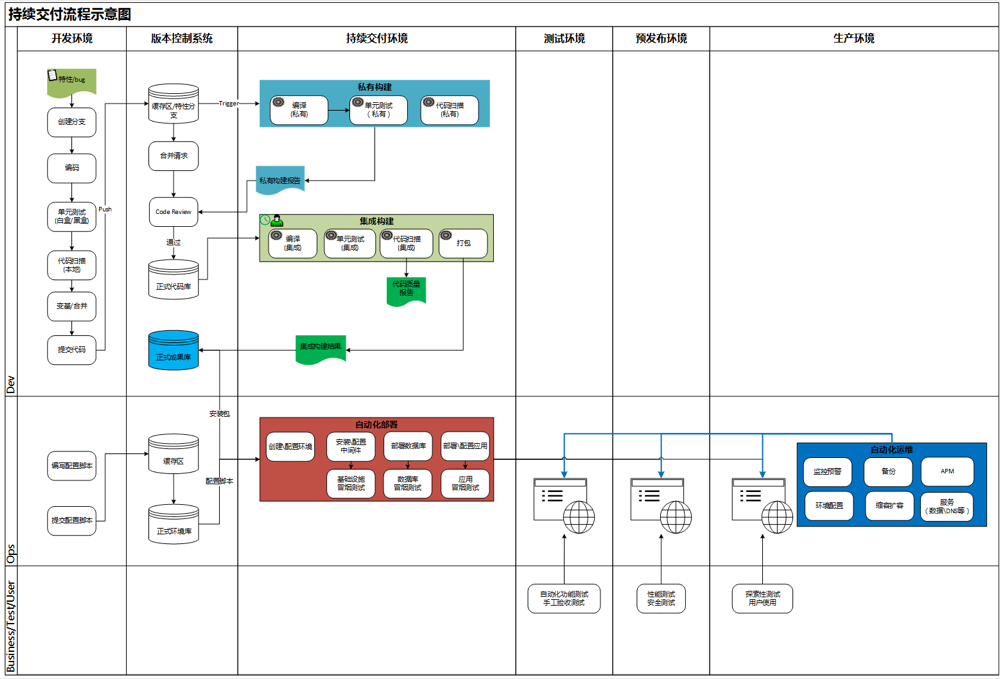 持续交付流程示意图
开发环境
版本控制系统
持续交付环境
测试环境
预发布环境
生产环境
Dev
特性/bug
创建分支
编码
单元测试
(白盒/黑盒)
代码扫描
(本地)
变基/合并
提交代码
Push
缓存区/特性分
支
合并请求
Code Review
通过
正式代码库
正式成果库
Trigger
私有构建
编译
(私有)
单元测试
(私有)
代码扫描
(私有)
私有构建报告
集成构建
编译
(集成)
单元测试
(集成)
代码扫描
(集成)
打包
代码质量
报告
集成构建结果
安装包
Ops
编写配置脚本
提交配置脚本
缓存区
正式环境库
配置脚本
自动化部署
创建\配置环境
安装\配置
中间件
部署数据库
部署\配置应用
基础设施
冒烟测试
数据库
冒烟测试
应用
冒烟测试
自动化运维
监控预警
备份
APM
环境配置
缩容扩容
服务
(数据\DNS等)
Business/Test/User
自动化功能测试
手工验收测试
性能测试
安全测试
探索性测试
用户使用